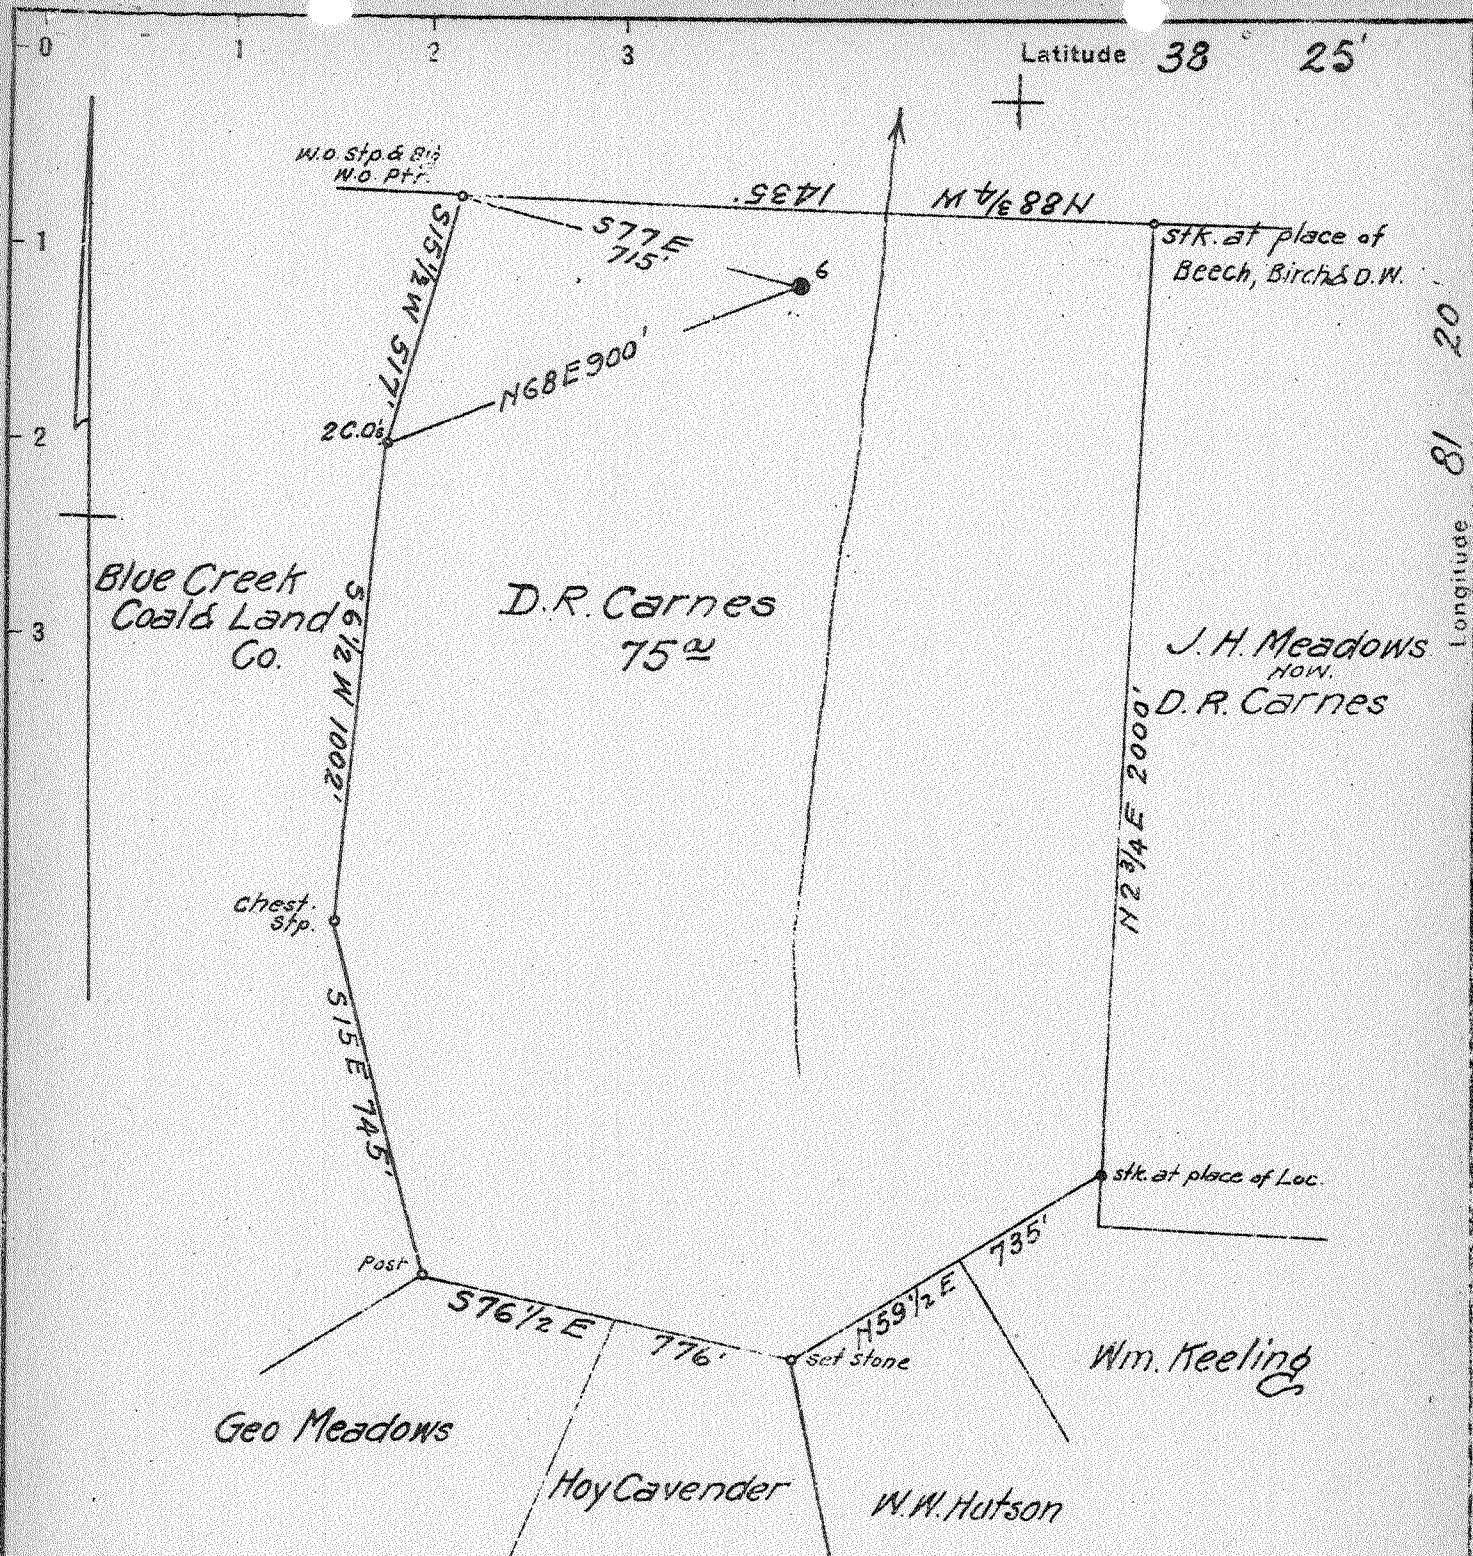 0 1 2 3
Latitude 38° 25'
W.O. Stp. & 
W.O. Ptr.
N 88 3/4 W 1435'
S 77 E
715'
6
stk. at place of
Beech, Birch & D.W.
1
S 15 1/2 W 517'
N 68 E 900'
Longitude 81 20
2
2 C.O's
Blue Creek
Coal & Land
Co.
S 6 1/2 W 1002'
D.R. Carnes
75 a
3
J.H. Meadows
NOW.
D.R. Carnes
N 2 3/4 E 2000'
Chest.
Stp.
S 15 E 745'
stk. at place of Loc.
Post
S 76 1/2 E 776'
N 59 1/2 E 735'
set stone
Wm. Keeling
Geo Meadows
Hoy Cavender
W.W. Hutson